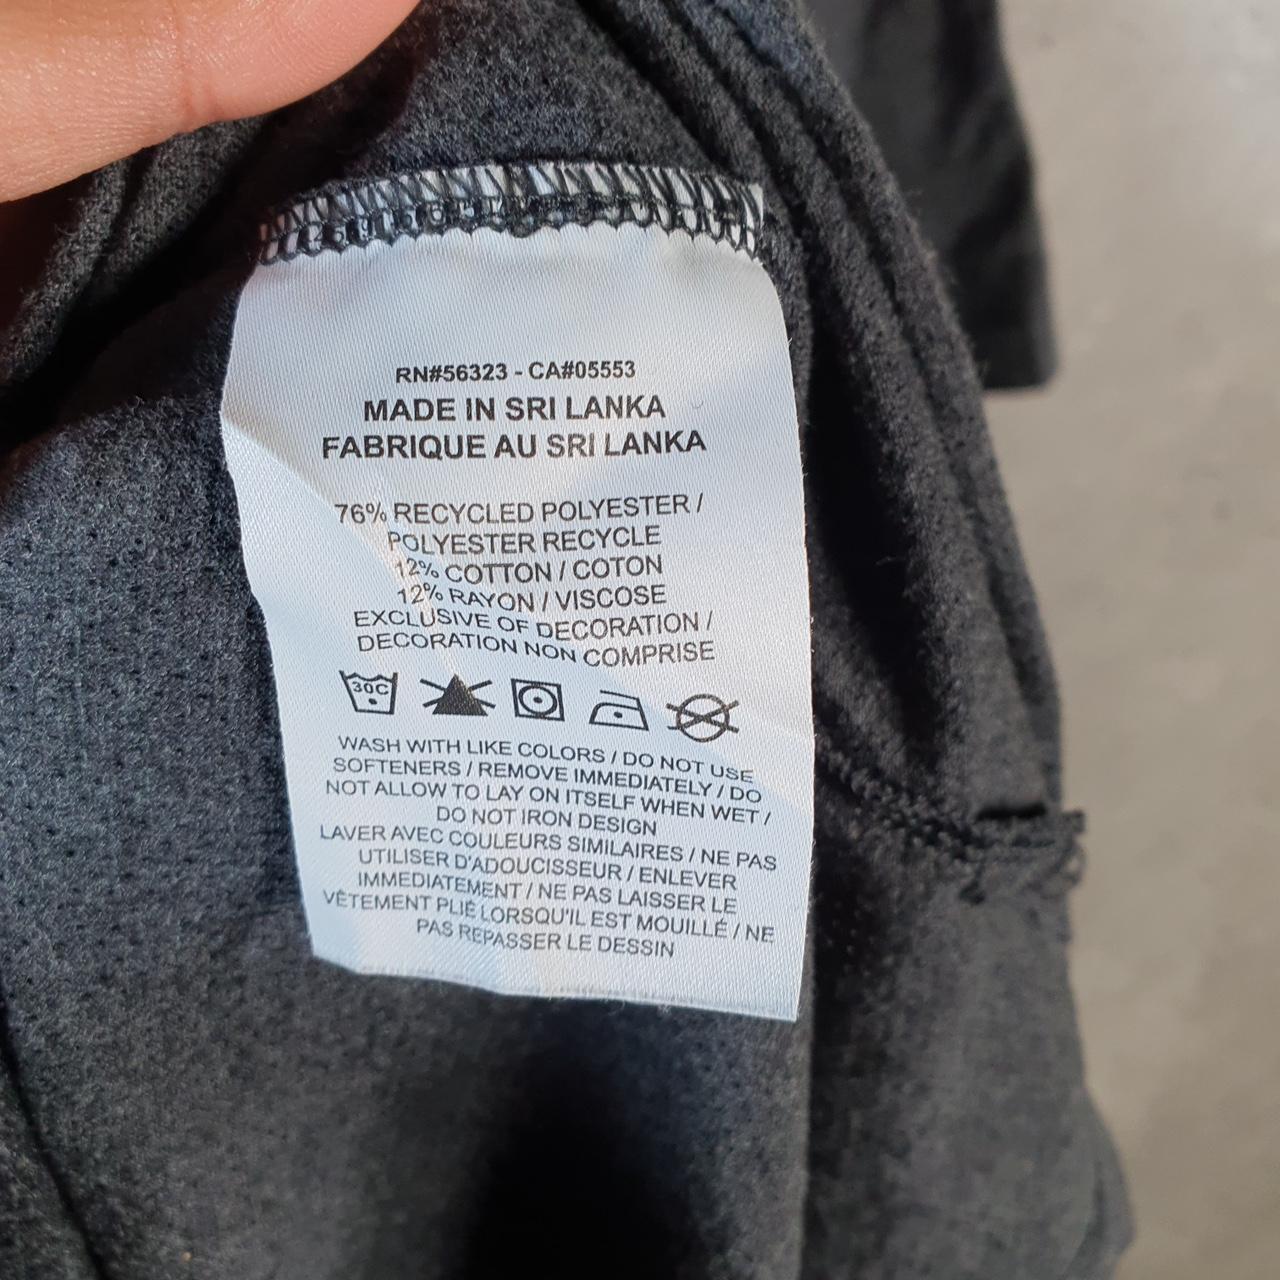 RN#56323 - CA#05553
MADE IN SRI LANKA
FABRIQUE AU SRI LANKA
76% RECYCLED POLYESTER /
POLYESTER RECYCLE
12% COTTON / COTON
12% RAYON / VISCOSE
EXCLUSIVE OF DECORATION /
DECORATION NON COMPRISE
30C
WASH WITH LIKE COLORS / DO NOT USE
SOFTENERS / REMOVE IMMEDIATELY / DO
NOT ALLOW TO LAY ON ITSELF WHEN WET /
DO NOT IRON DESIGN
LAVER AVEC COULEURS SIMILAIRES / NE PAS
UTILISER D'ADOUCISSEUR / ENLEVER
IMMEDIATEMENT / NE PAS LAISSER LE
VÊTEMENT PLIÉ LORSQU'IL EST MOUILLÉ / NE
PAS REPASSER LE DESSIN